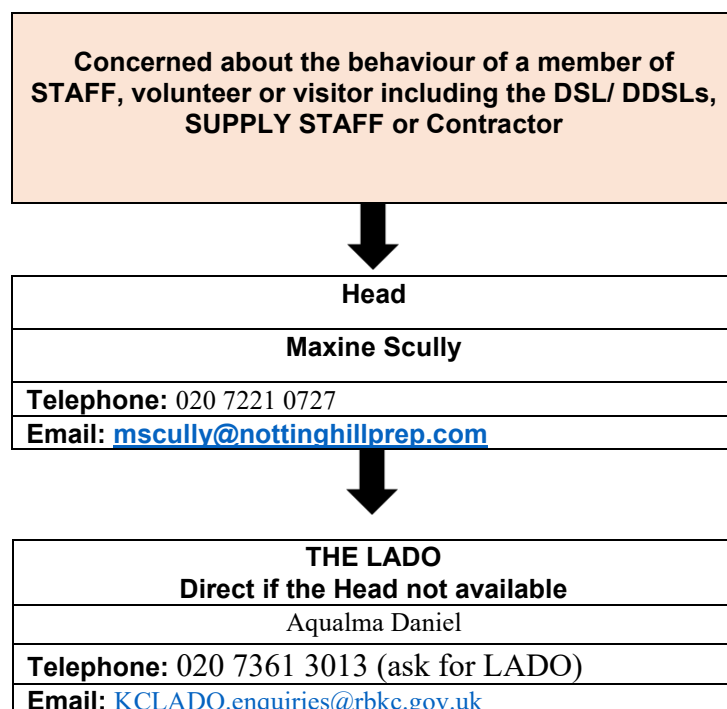 Concerned about the behaviour of a member of
STAFF, volunteer or visitor including the DSL/ DDSLs,
SUPPLY STAFF or Contractor
Head
Maxine Scully
Telephone: 020 7221 0727
Email: mscully@nottinghillprep.com
THE LADO
Direct if the Head not available
Aqualma Daniel
Telephone: 020 7361 3013 (ask for LADO)
Email: KCLADO.enquiries@rbkc.gov.uk